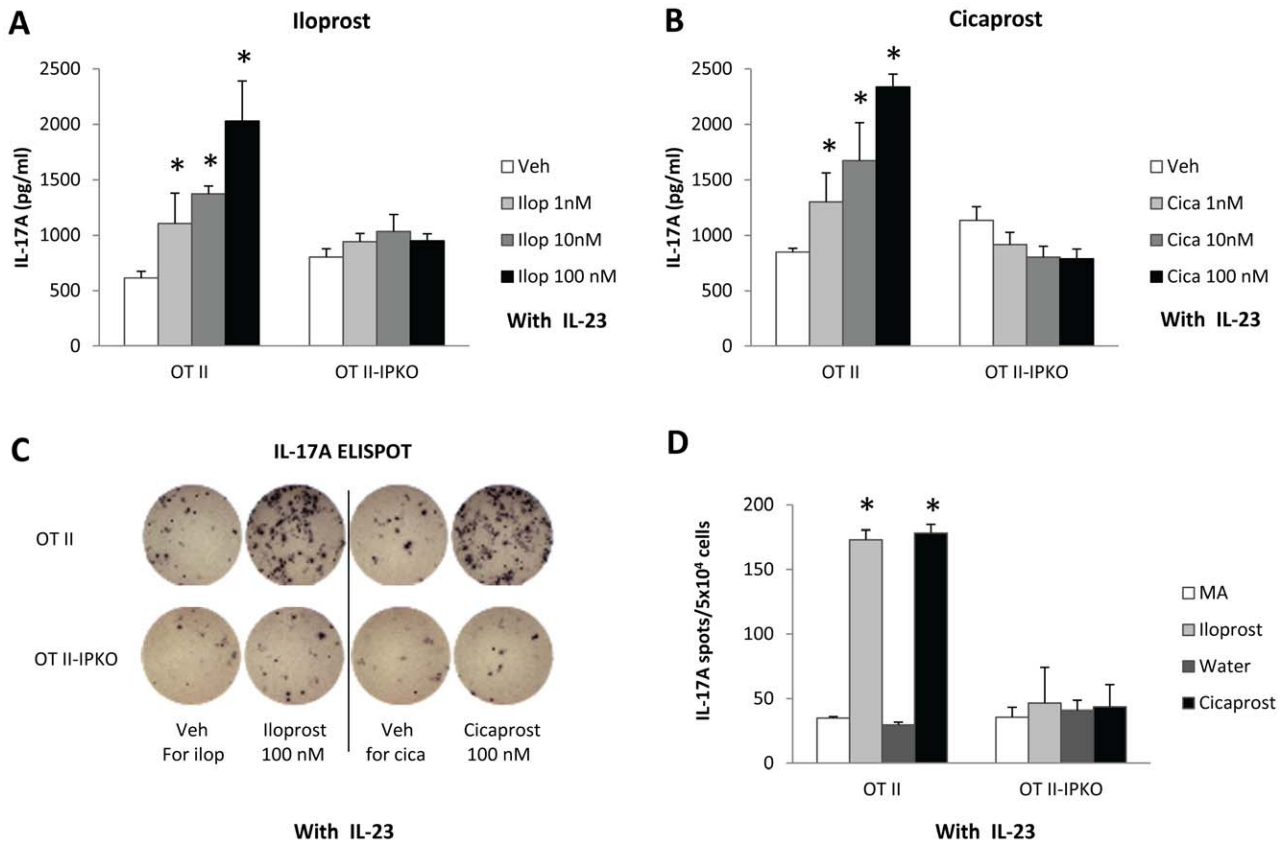 A
Iloprost
2500
2000
1500
1000
500
0
IL-17A (pg/ml)
*
*
*
OT II
OT II-IPKO
Veh
Ilop 1nM
Ilop 10nM
Ilop 100 nM
With IL-23
B
Cicaprost
2500
2000
1500
1000
500
0
IL-17A (pg/ml)
*
*
*
OT II
OT II-IPKO
Veh
Cica 1nM
Cica 10nM
Cica 100 nM
With IL-23
C
IL-17A ELISPOT
OT II
OT II-IPKO
Veh
For ilop
Iloprost
100 nM
Veh
for cica
Cicaprost
100 nM
With IL-23
D
200
150
100
50
0
IL-17A spots/5x10⁴ cells
*
*
OT II
OT II-IPKO
MA
Iloprost
Water
Cicaprost
With IL-23